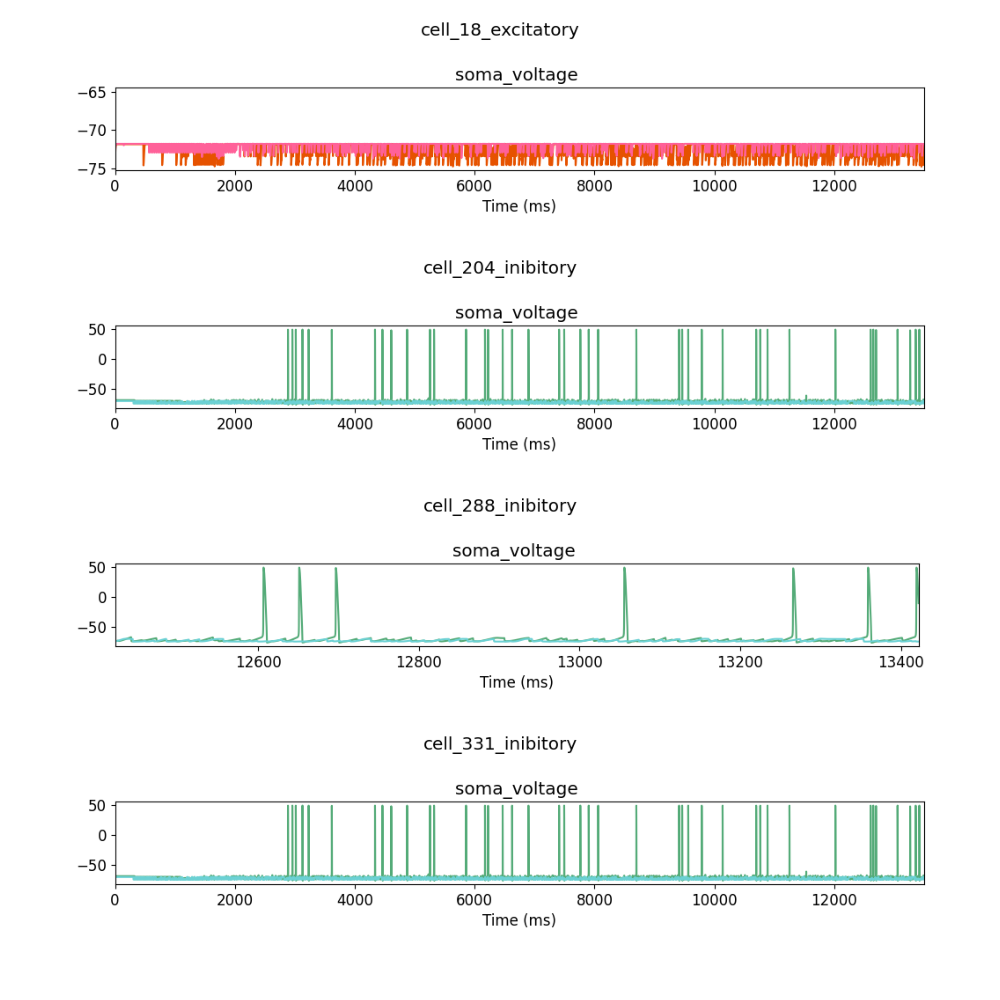 cell_18_excitatory
soma_voltage
−65
−70
−75
0 2000 4000 6000 8000 10000 12000
Time (ms)
cell_204_inibitory
soma_voltage
50
0
−50
0 2000 4000 6000 8000 10000 12000
Time (ms)
cell_288_inibitory
soma_voltage
50
0
−50
12600 12800 13000 13200 13400
Time (ms)
cell_331_inibitory
soma_voltage
50
0
−50
0 2000 4000 6000 8000 10000 12000
Time (ms)